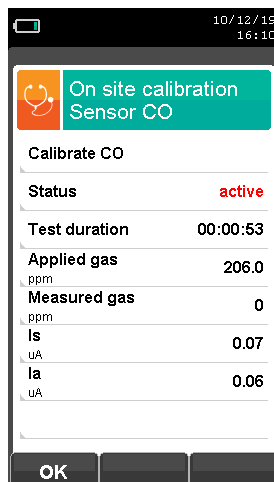 10/12/19
16:10
On site calibration
Sensor CO
Calibrate CO
Status active
Test duration 00:00:53
Applied gas 206.0
ppm
Measured gas 0
ppm
Is 0.07
uA
Ia 0.06
uA
OK